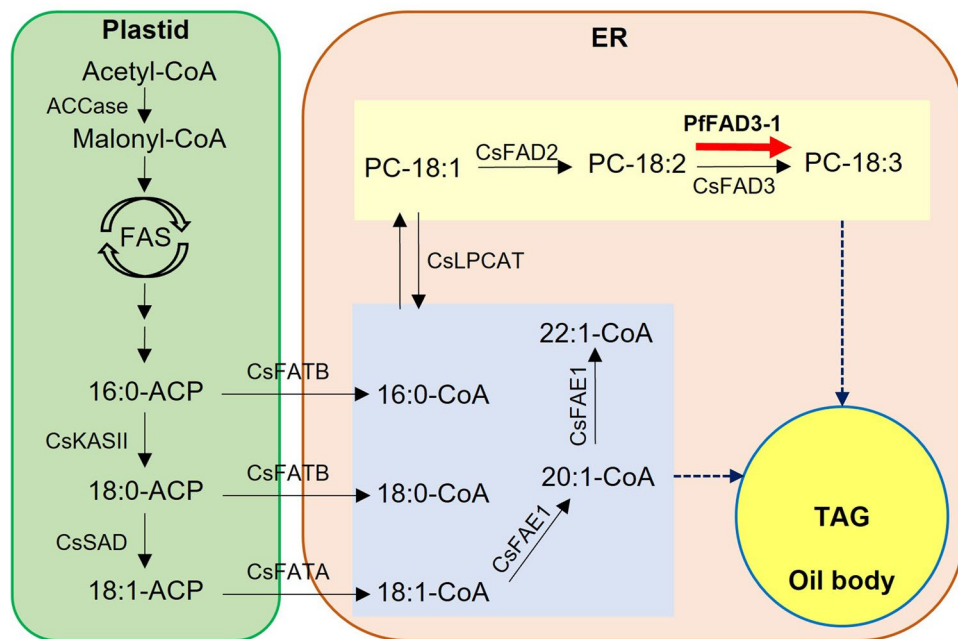 Plastid
Acetyl-CoA
ACCase
Malonyl-CoA
FAS
16:0-ACP
CsKASII
18:0-ACP
CsSAD
18:1-ACP
CsFATB
CsFATB
CsFATA
ER
PC-18:1
CsFAD2
PC-18:2
PfFAD3-1
CsFAD3
PC-18:3
CsLPCAT
22:1-CoA
CsFAE1
16:0-CoA
20:1-CoA
18:0-CoA
CsFAE1
18:1-CoA
TAG
Oil body